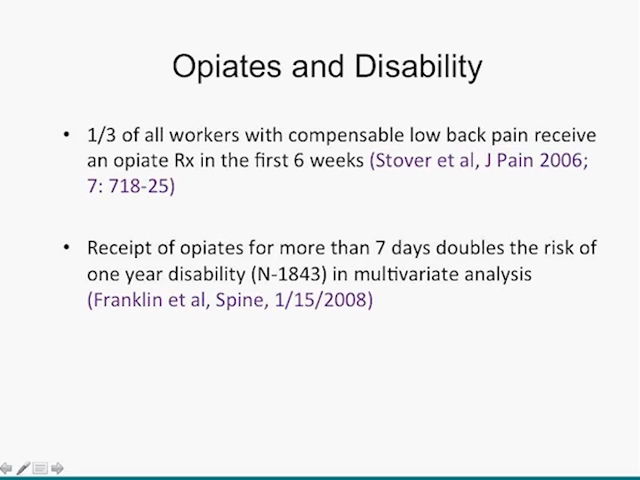 Opiates and Disability
• 1/3 of all workers with compensable low back pain receive
an opiate Rx in the first 6 weeks (Stover et al, J Pain 2006;
7: 718-25)
• Receipt of opiates for more than 7 days doubles the risk of
one year disability (N-1843) in multivariate analysis
(Franklin et al, Spine, 1/15/2008)